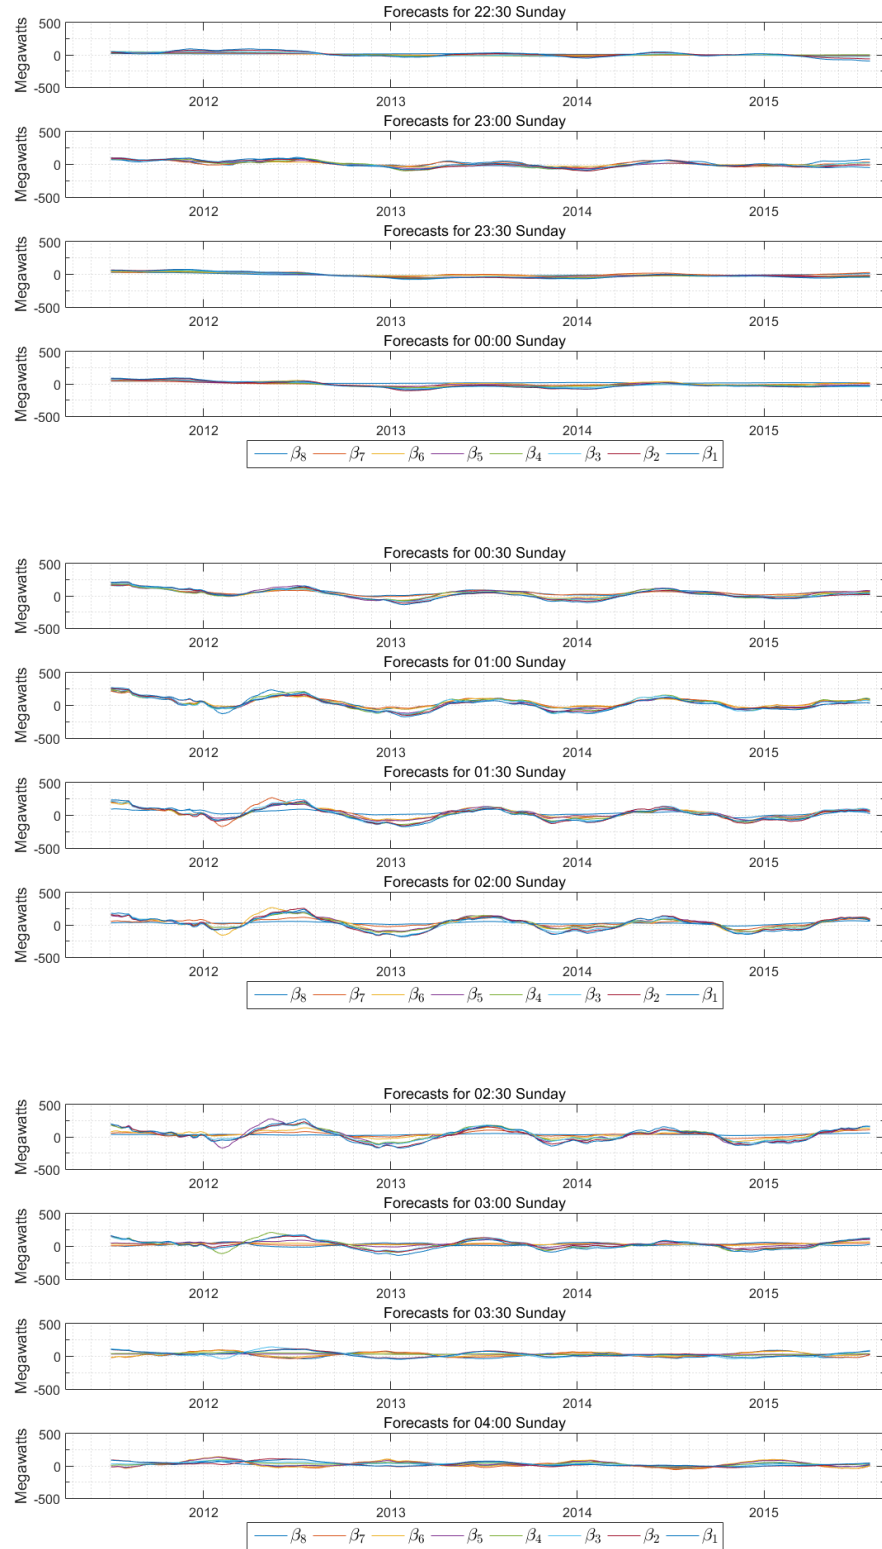 Forecasts for 22:30 Sunday
500
0
-500
Megawatts
2012 2013 2014 2015
Forecasts for 23:00 Sunday
500
0
-500
Megawatts
2012 2013 2014 2015
Forecasts for 23:30 Sunday
500
0
-500
Megawatts
2012 2013 2014 2015
Forecasts for 00:00 Sunday
500
0
-500
Megawatts
2012 2013 2014 2015
β8 β7 β6 β5 β4 β3 β2 β1
Forecasts for 00:30 Sunday
500
0
-500
Megawatts
2012 2013 2014 2015
Forecasts for 01:00 Sunday
500
0
-500
Megawatts
2012 2013 2014 2015
Forecasts for 01:30 Sunday
500
0
-500
Megawatts
2012 2013 2014 2015
Forecasts for 02:00 Sunday
500
0
-500
Megawatts
2012 2013 2014 2015
β8 β7 β6 β5 β4 β3 β2 β1
Forecasts for 02:30 Sunday
500
0
-500
Megawatts
2012 2013 2014 2015
Forecasts for 03:00 Sunday
500
0
-500
Megawatts
2012 2013 2014 2015
Forecasts for 03:30 Sunday
500
0
-500
Megawatts
2012 2013 2014 2015
Forecasts for 04:00 Sunday
500
0
-500
Megawatts
2012 2013 2014 2015
β8 β7 β6 β5 β4 β3 β2 β1